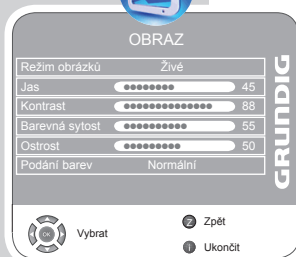 OBRAZ
Režim obrázků Živé
Jas 45
Kontrast 88
Barevná sytost 55
Ostrost 50
Podání barev Normální
GRUNDIG
OK Vybrat
Z Zpět
i Ukončit